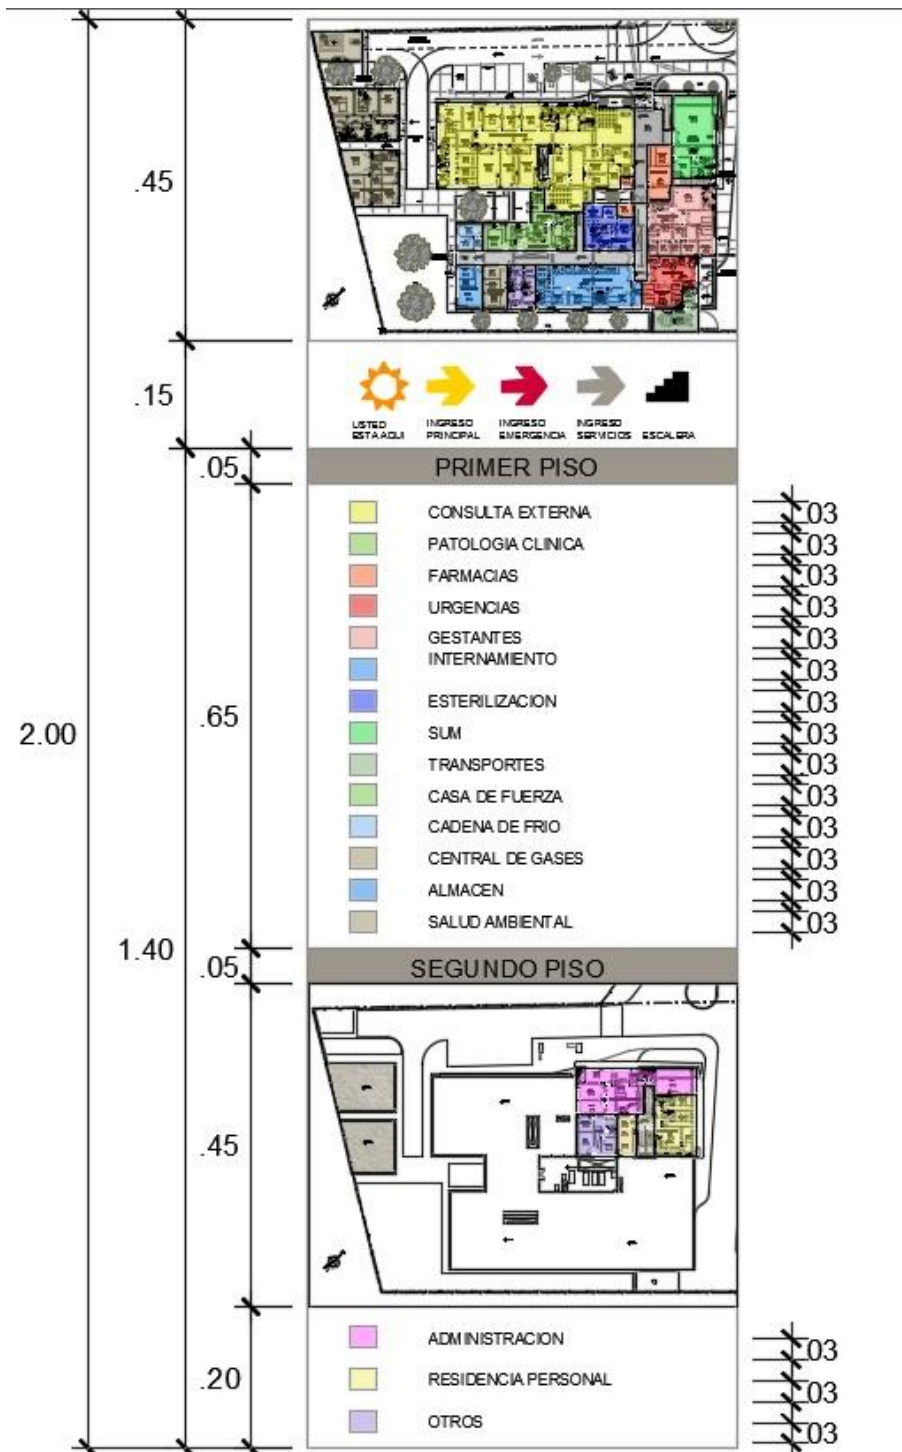 .45
.15
USTED
ESTA AQUI
INGRESO
PRINCIPAL
INGRESO
EMERGENCIA
INGRESO
SERVICIOS
ESCALERA
.05
PRIMER PISO
CONSULTA EXTERNA
03
PATOLOGIA CLINICA
03
FARMACIAS
03
URGENCIAS
03
GESTANTES
03
INTERNAMIENTO
03
ESTERILIZACION
03
.65
2.00
SUM
03
TRANSPORTES
03
CASA DE FUERZA
03
CADENA DE FRIO
03
CENTRAL DE GASES
03
ALMACEN
03
SALUD AMBIENTAL
03
1.40
.05
SEGUNDO PISO
.45
ADMINISTRACION
03
.20
RESIDENCIA PERSONAL
03
OTROS
03